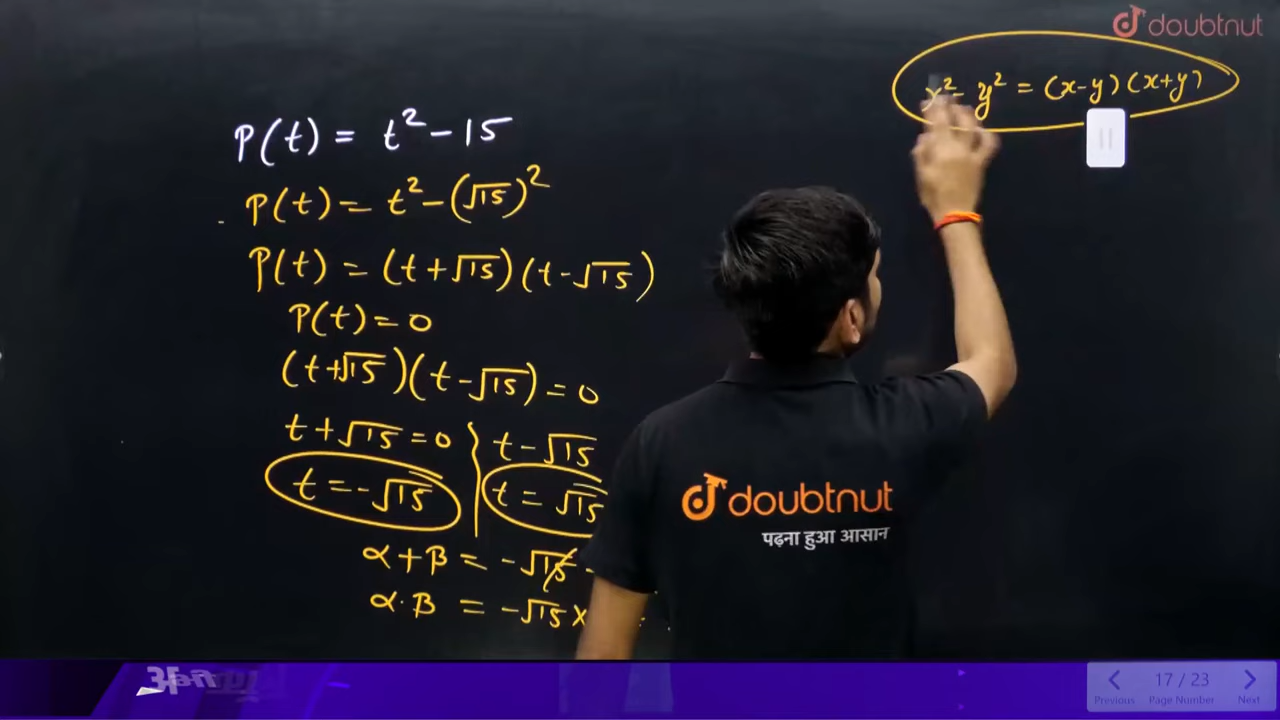 doubtnut
x² - y² = (x-y)(x+y)
P(t) = t² - 15
P(t) = t² - (√15)²
P(t) = (t + √15)(t - √15)
P(t) = 0
(t+√15)(t - √15) = 0
t + √15 = 0
t - √15
t = -√15
t = √15
α + β = -√15 -
α . β = -√15 ×
doubtnut
पढ़ना हुआ आसान
17 / 23
Previous Page Number Next